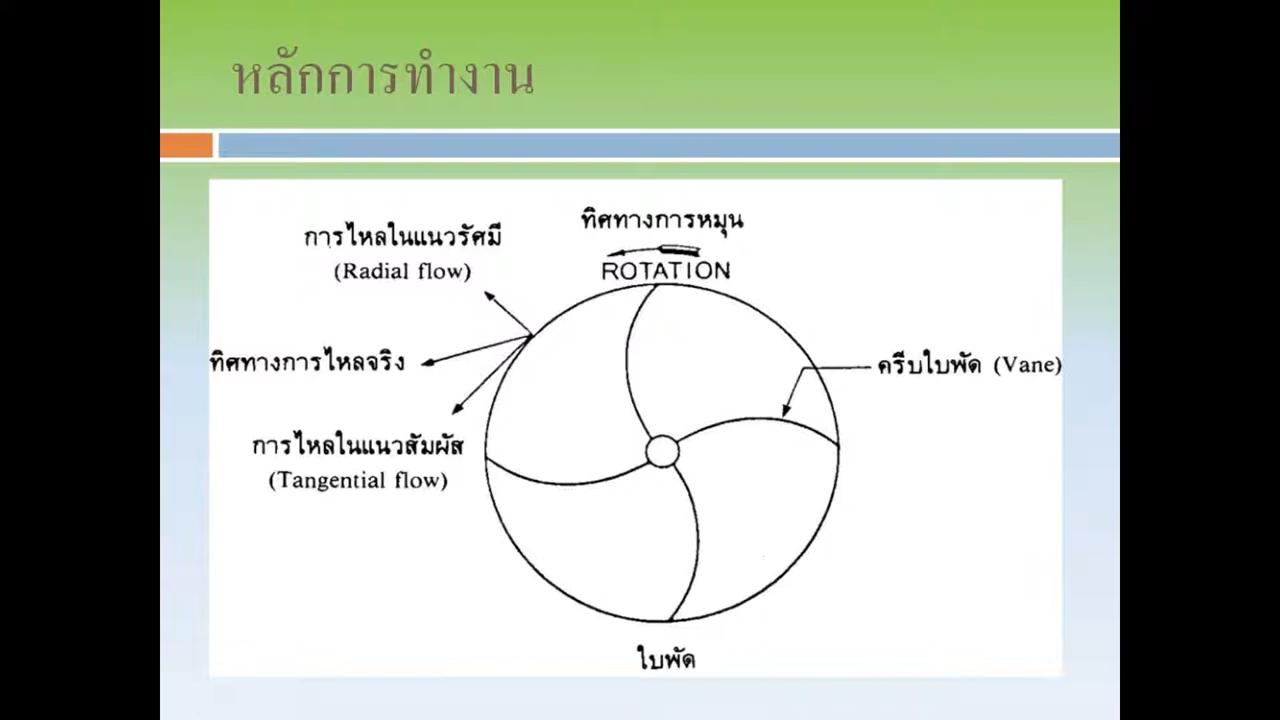 หลักการทำงาน
ทิศทางการหมุน
ROTATION
การไหลในแนวรัศมี
(Radial flow)
ทิศทางการไหลจริง
ครีบใบพัด (Vane)
การไหลในแนวสัมผัส
(Tangential flow)
ใบพัด